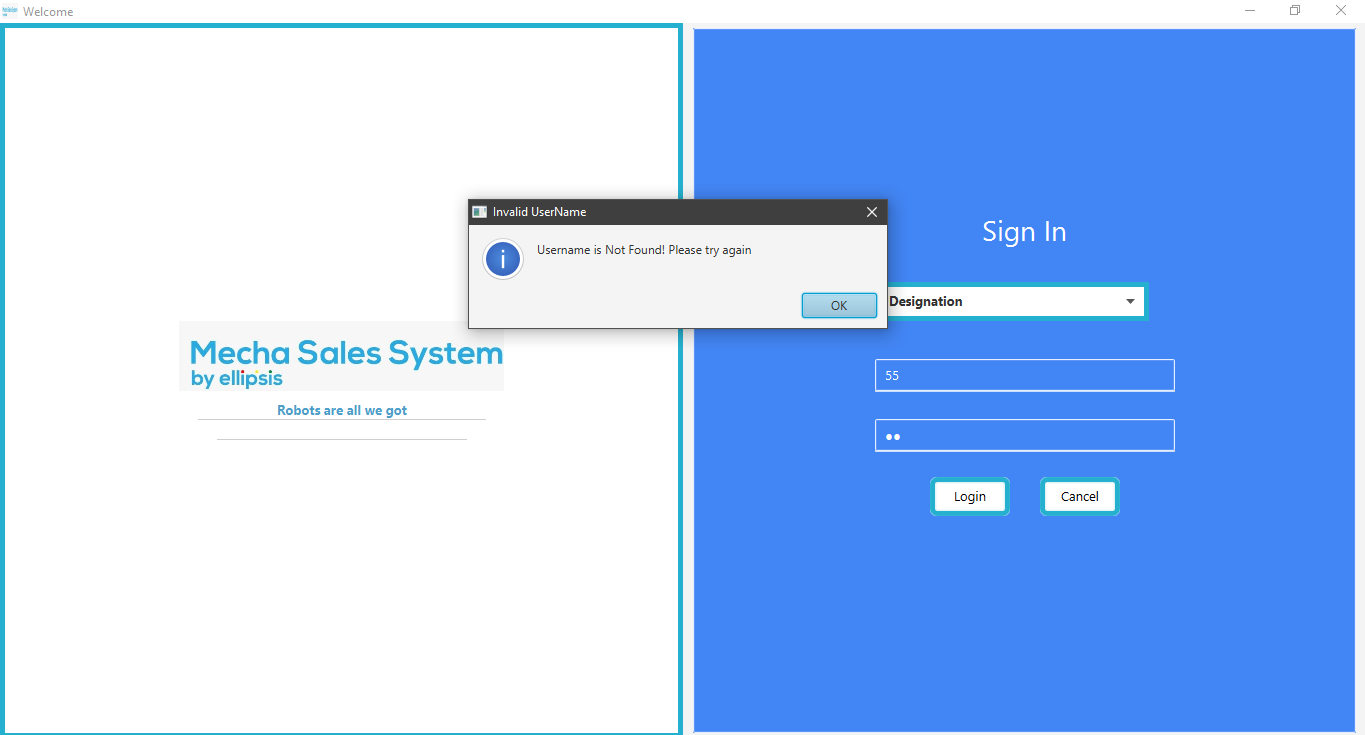 Welcome
Invalid UserName
Username is Not Found! Please try again
OK
Mecha Sales System
by ellipsis
Robots are all we got
Sign In
Designation
55
Login
Cancel